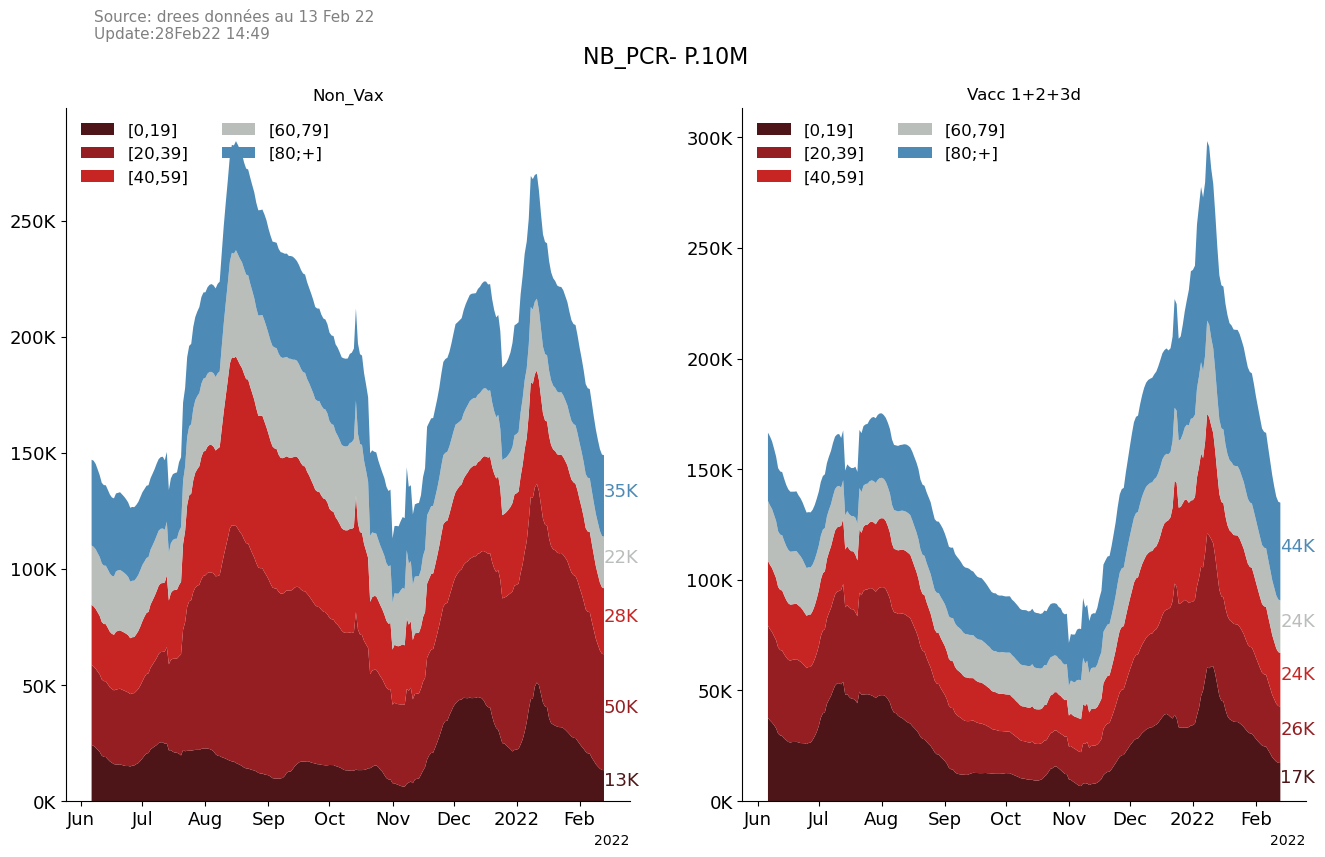 Source: drees données au 13 Feb 22
Update:28Feb22 14:49
NB_PCR- P.10M
Non_Vax
[0,19]
[20,39]
[40,59]
[60,79]
[80;+]
250K
200K
150K
100K
50K
0K
35K
22K
28K
50K
13K
Jun Jul Aug Sep Oct Nov Dec 2022 Feb
2022
Vacc 1+2+3d
[0,19]
[20,39]
[40,59]
[60,79]
[80;+]
300K
250K
200K
150K
100K
50K
0K
44K
24K
24K
26K
17K
Jun Jul Aug Sep Oct Nov Dec 2022 Feb
2022